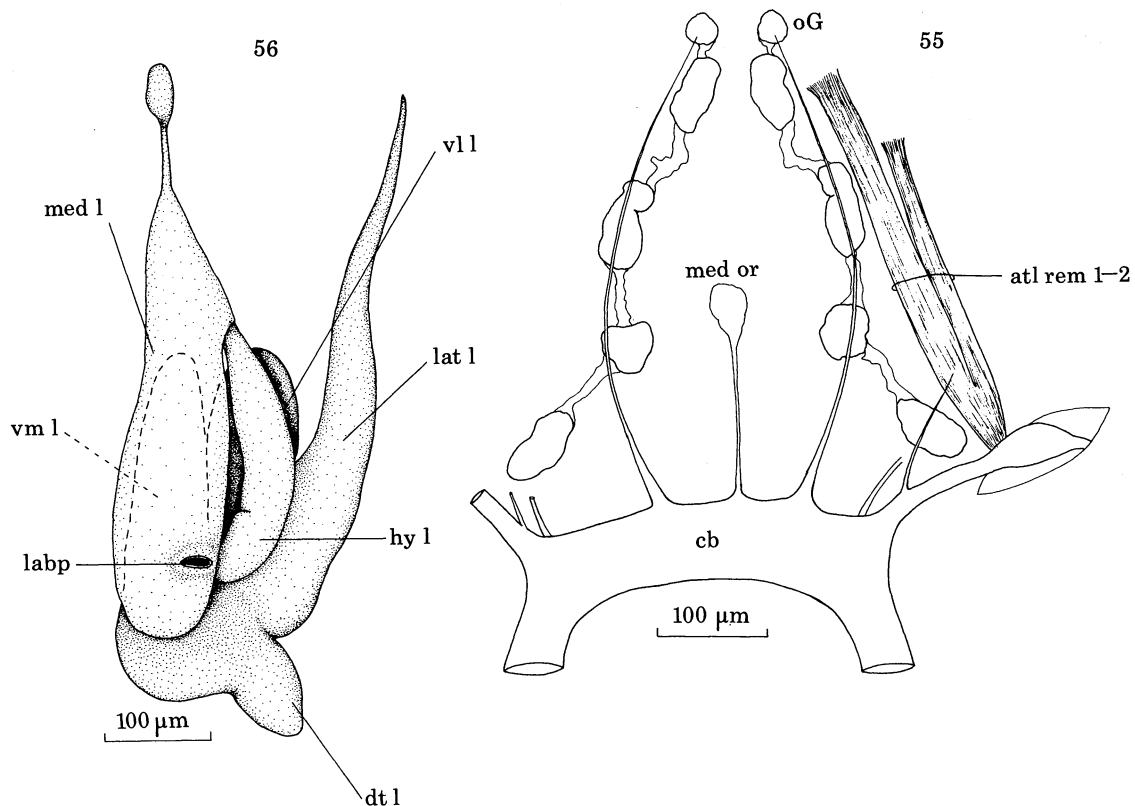 56
med l
vl l
lat l
vm l
hy l
labp
100 μm
dt l
55
oG
med or
atl rem 1–2
cb
100 μm